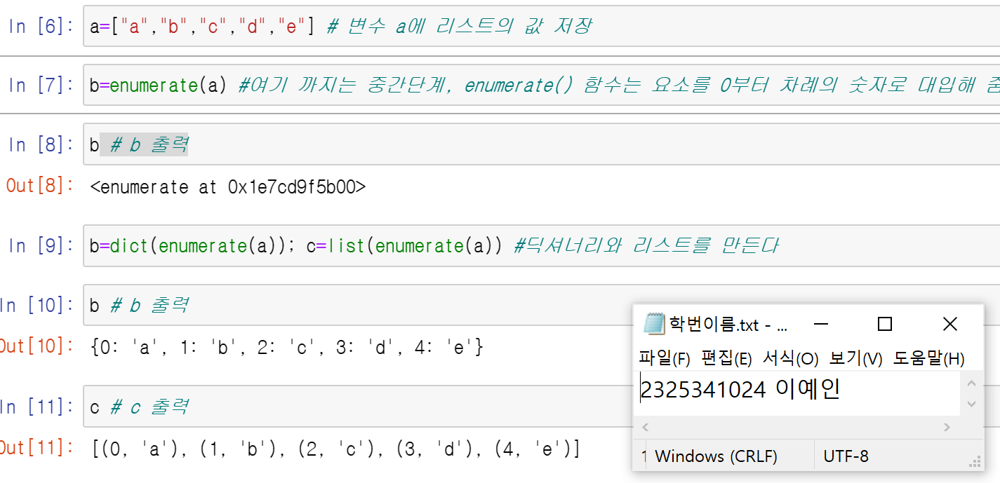 In [6]: a=["a","b","c","d","e"] # 변수 a에 리스트의 값 저장
In [7]: b=enumerate(a) #여기 까지는 중간단계, enumerate() 함수는 요소를 0부터 차례의 숫자로 대입해 줌
In [8]: b # b 출력
Out[8]: <enumerate at 0x1e7cd9f5b00>
In [9]: b=dict(enumerate(a)); c=list(enumerate(a)) #딕셔너리와 리스트를 만든다
In [10]: b # b 출력
Out[10]: {0: 'a', 1: 'b', 2: 'c', 3: 'd', 4: 'e'}
In [11]: c # c 출력
Out[11]: [(0, 'a'), (1, 'b'), (2, 'c'), (3, 'd'), (4, 'e')]
학번이름.txt - ...
파일(F) 편집(E) 서식(O) 보기(V) 도움말(H)
2325341024 이예인
Windows (CRLF) UTF-8